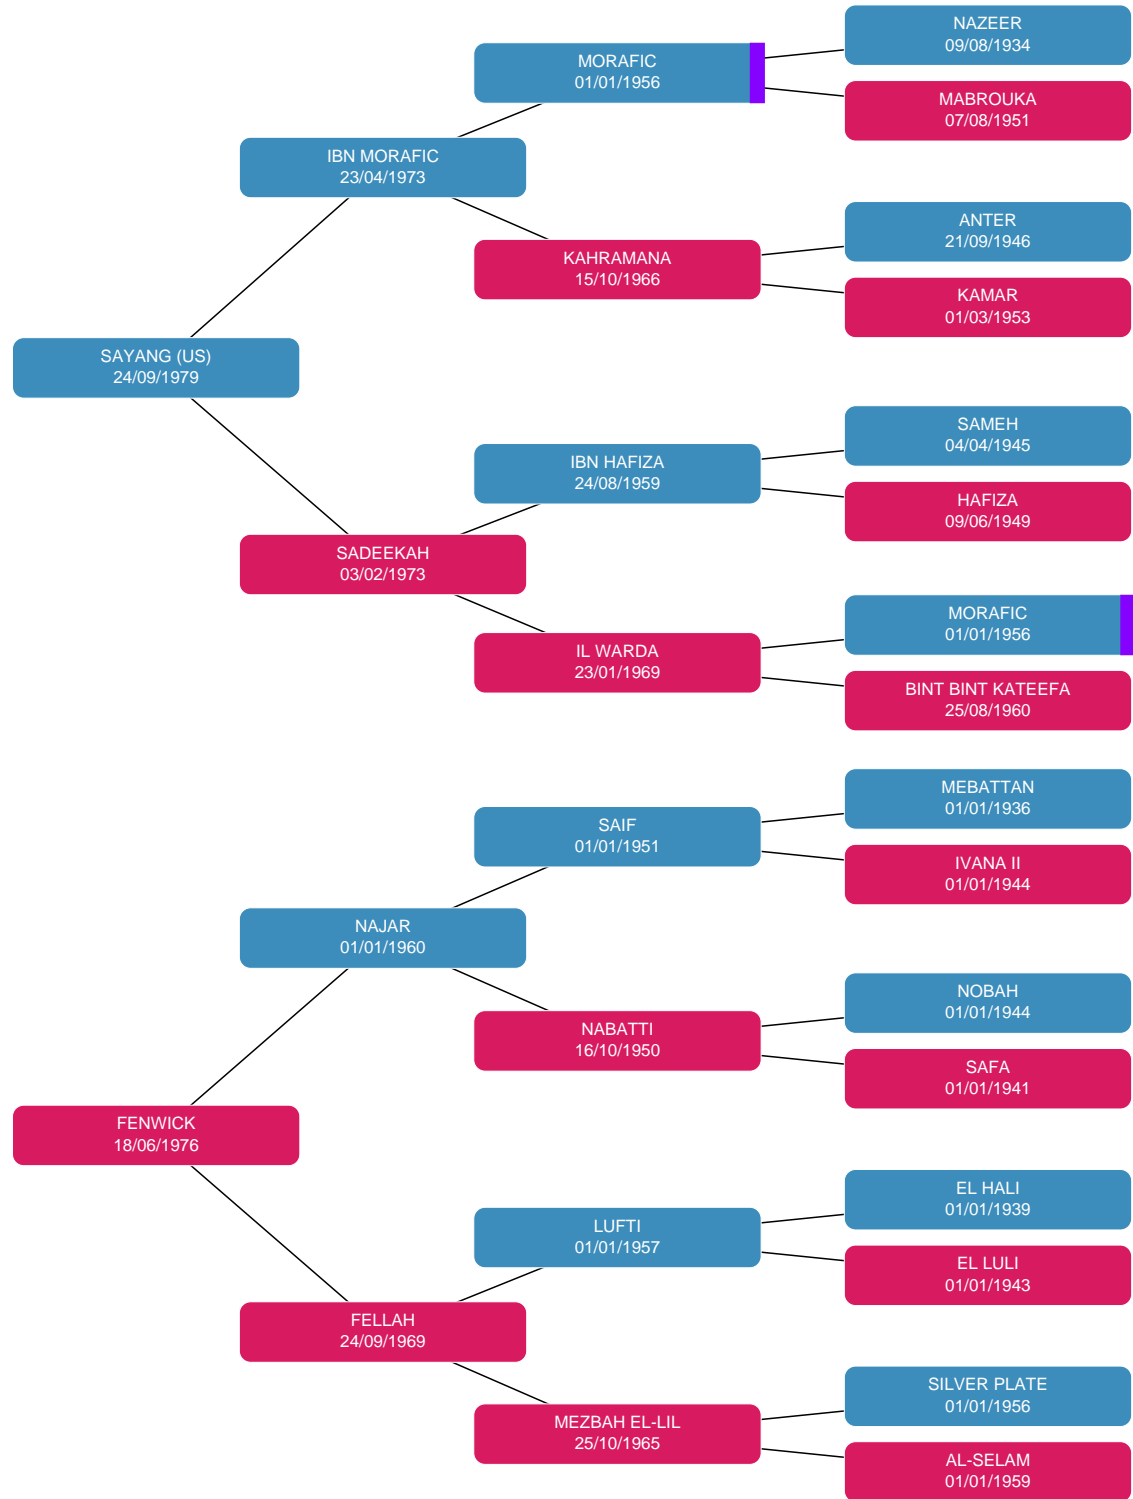 NAZEER
09/08/1934
MORAFIC
01/01/1956
MABROUKA
07/08/1951
IBN MORAFIC
23/04/1973
ANTER
21/09/1946
KAHRAMANA
15/10/1966
KAMAR
01/03/1953
SAYANG (US)
24/09/1979
SAMEH
04/04/1945
IBN HAFIZA
24/08/1959
HAFIZA
09/06/1949
SADEEKAH
03/02/1973
MORAFIC
01/01/1956
IL WARDA
23/01/1969
BINT BINT KATEEFA
25/08/1960
MEBATTAN
01/01/1936
SAIF
01/01/1951
IVANA II
01/01/1944
NAJAR
01/01/1960
NOBAH
01/01/1944
NABATTI
16/10/1950
SAFA
01/01/1941
FENWICK
18/06/1976
EL HALI
01/01/1939
LUFTI
01/01/1957
EL LULI
01/01/1943
FELLAH
24/09/1969
SILVER PLATE
01/01/1956
MEZBAH EL-LIL
25/10/1965
AL-SELAM
01/01/1959